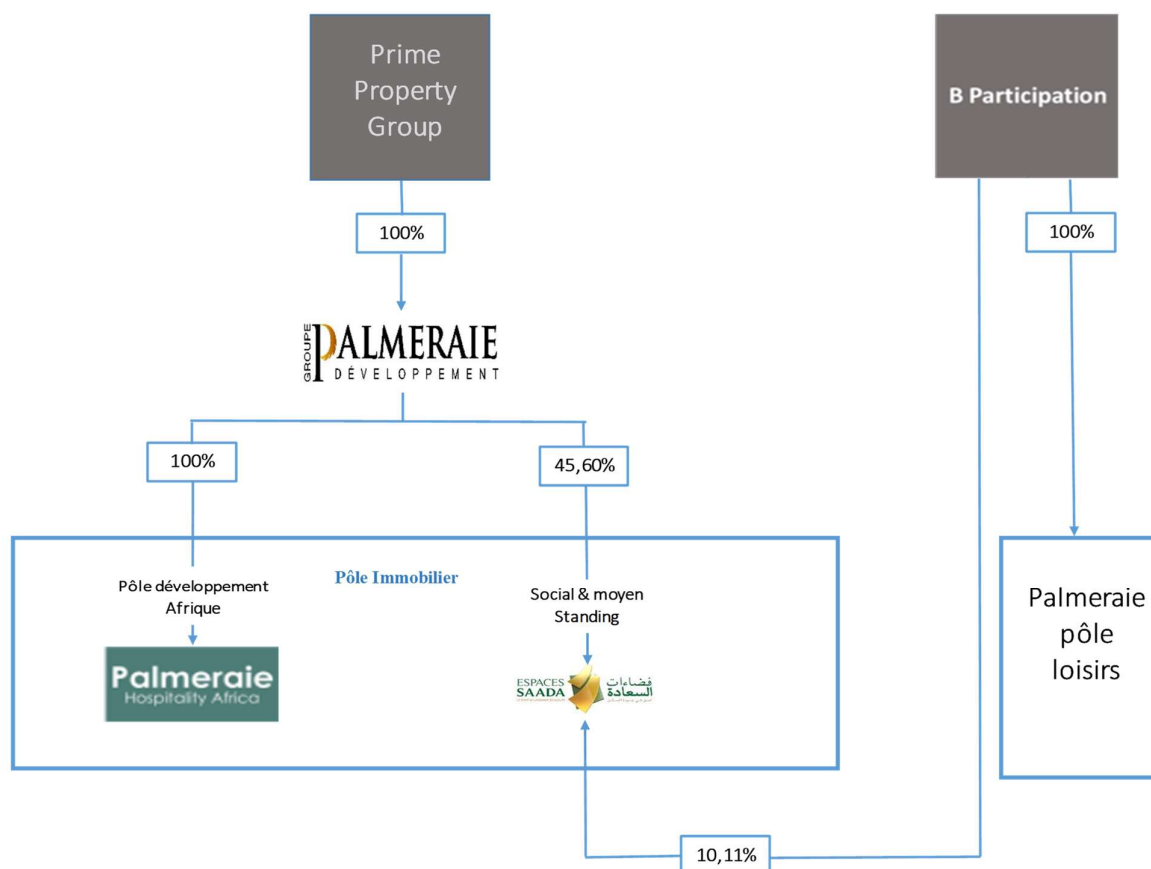 Prime
Property
Group
B Participation
100%
100%
GROUPE
PALMERAIE
DÉVELOPPEMENT
100%
45,60%
Pôle Immobilier
Pôle développement
Afrique
Social & moyen
Standing
Palmeraie
Hospitality Africa
ESPACES
SAADA
فضاءات
السعادة
Palmeraie
pôle
loisirs
10,11%